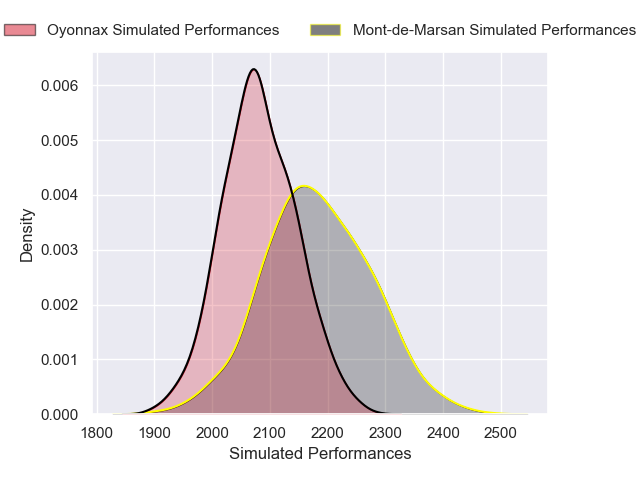 Oyonnax Simulated Performances
Mont-de-Marsan Simulated Performances
0.006
0.005
0.004
0.003
0.002
0.001
0.000
Density
1800 1900 2000 2100 2200 2300 2400 2500
Simulated Performances